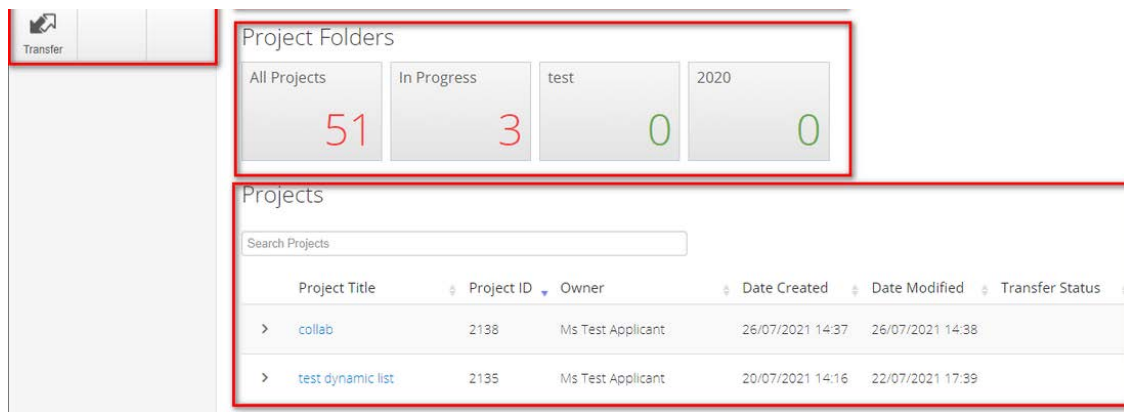 Transfer
Project Folders
All Projects In Progress test 2020
51 3 0 0
Projects
Search Projects
Project Title Project ID Owner Date Created Date Modified Transfer Status
collab 2138 Ms Test Applicant 26/07/2021 14:37 26/07/2021 14:38
test dynamic list 2135 Ms Test Applicant 20/07/2021 14:16 22/07/2021 17:39